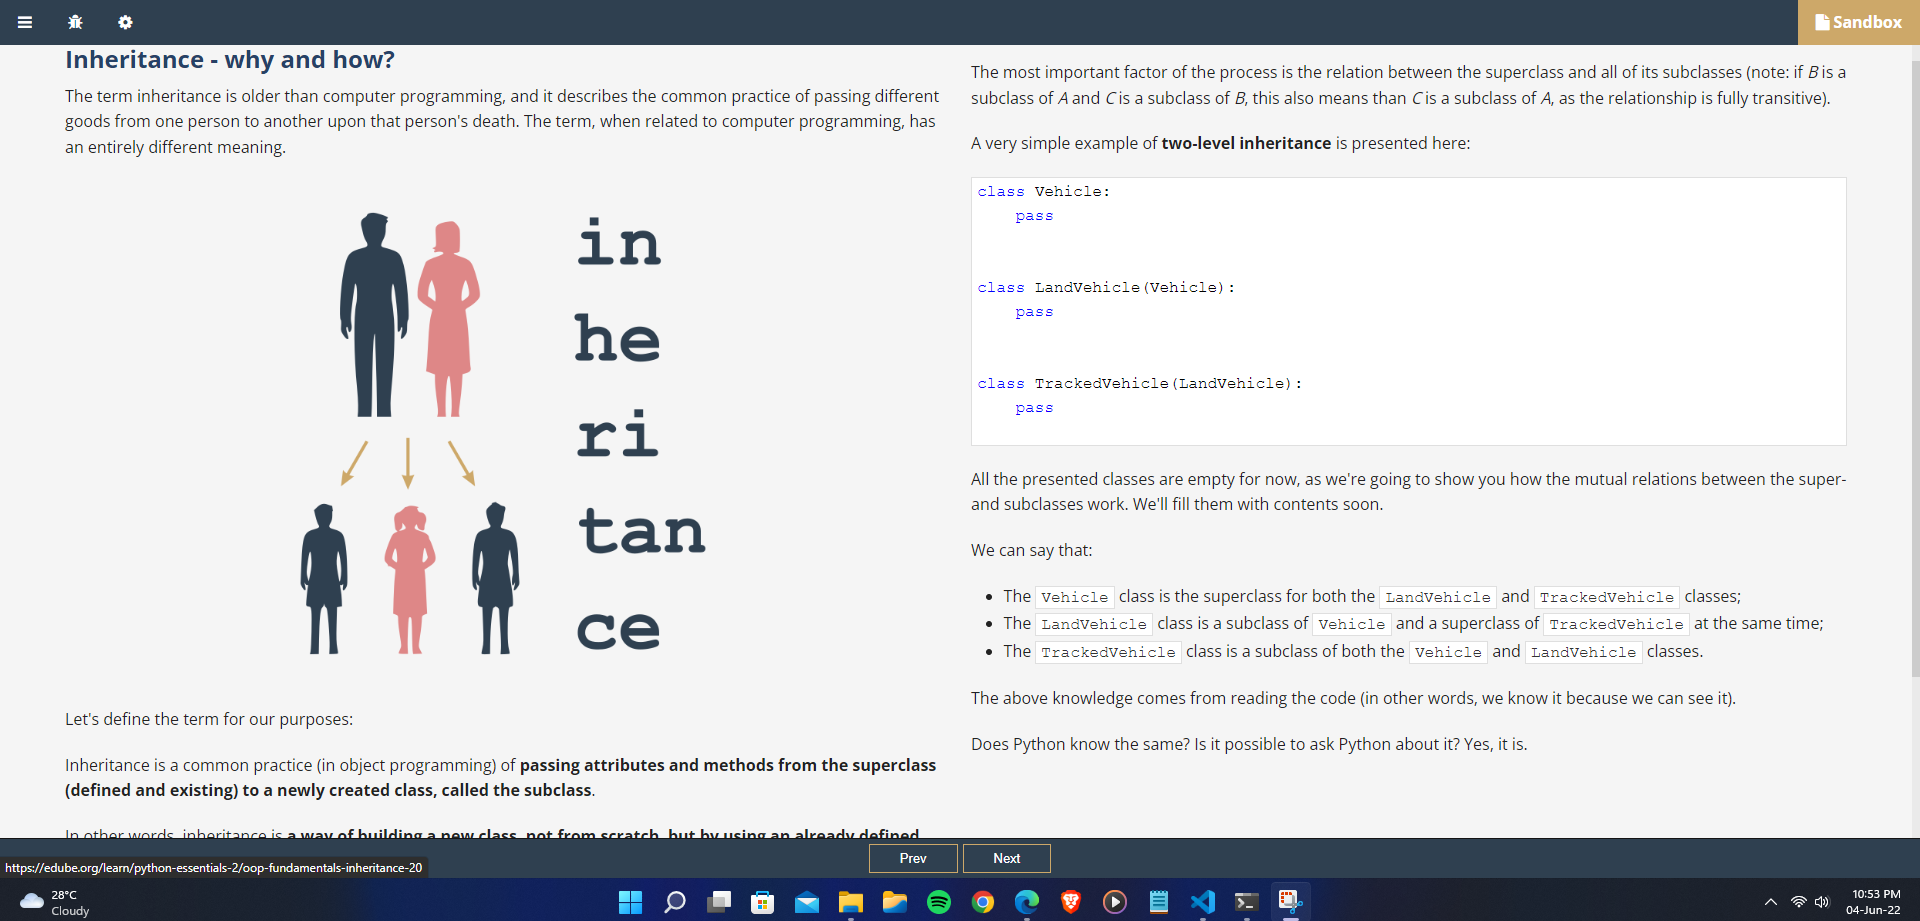 Sandbox
Inheritance - why and how?
The term inheritance is older than computer programming, and it describes the common practice of passing different
goods from one person to another upon that person's death. The term, when related to computer programming, has
an entirely different meaning.
in
he
ri
tan
ce
Let's define the term for our purposes:
Inheritance is a common practice (in object programming) of passing attributes and methods from the superclass
(defined and existing) to a newly created class, called the subclass.
In other words, inheritance is a way of building a new class, not from scratch, but by using an already defined
The most important factor of the process is the relation between the superclass and all of its subclasses (note: if B is a
subclass of A and C is a subclass of B, this also means than C is a subclass of A, as the relationship is fully transitive).
A very simple example of two-level inheritance is presented here:
class Vehicle:
    pass
class LandVehicle(Vehicle):
    pass
class TrackedVehicle(LandVehicle):
    pass
All the presented classes are empty for now, as we're going to show you how the mutual relations between the super-
and subclasses work. We'll fill them with contents soon.
We can say that:
• The Vehicle class is the superclass for both the LandVehicle and TrackedVehicle classes;
• The LandVehicle class is a subclass of Vehicle and a superclass of TrackedVehicle at the same time;
• The TrackedVehicle class is a subclass of both the Vehicle and LandVehicle classes.
The above knowledge comes from reading the code (in other words, we know it because we can see it).
Does Python know the same? Is it possible to ask Python about it? Yes, it is.
Prev
Next
https://edube.org/learn/python-essentials-2/oop-fundamentals-inheritance-20
28°C
Cloudy
10:53 PM
04-Jun-22